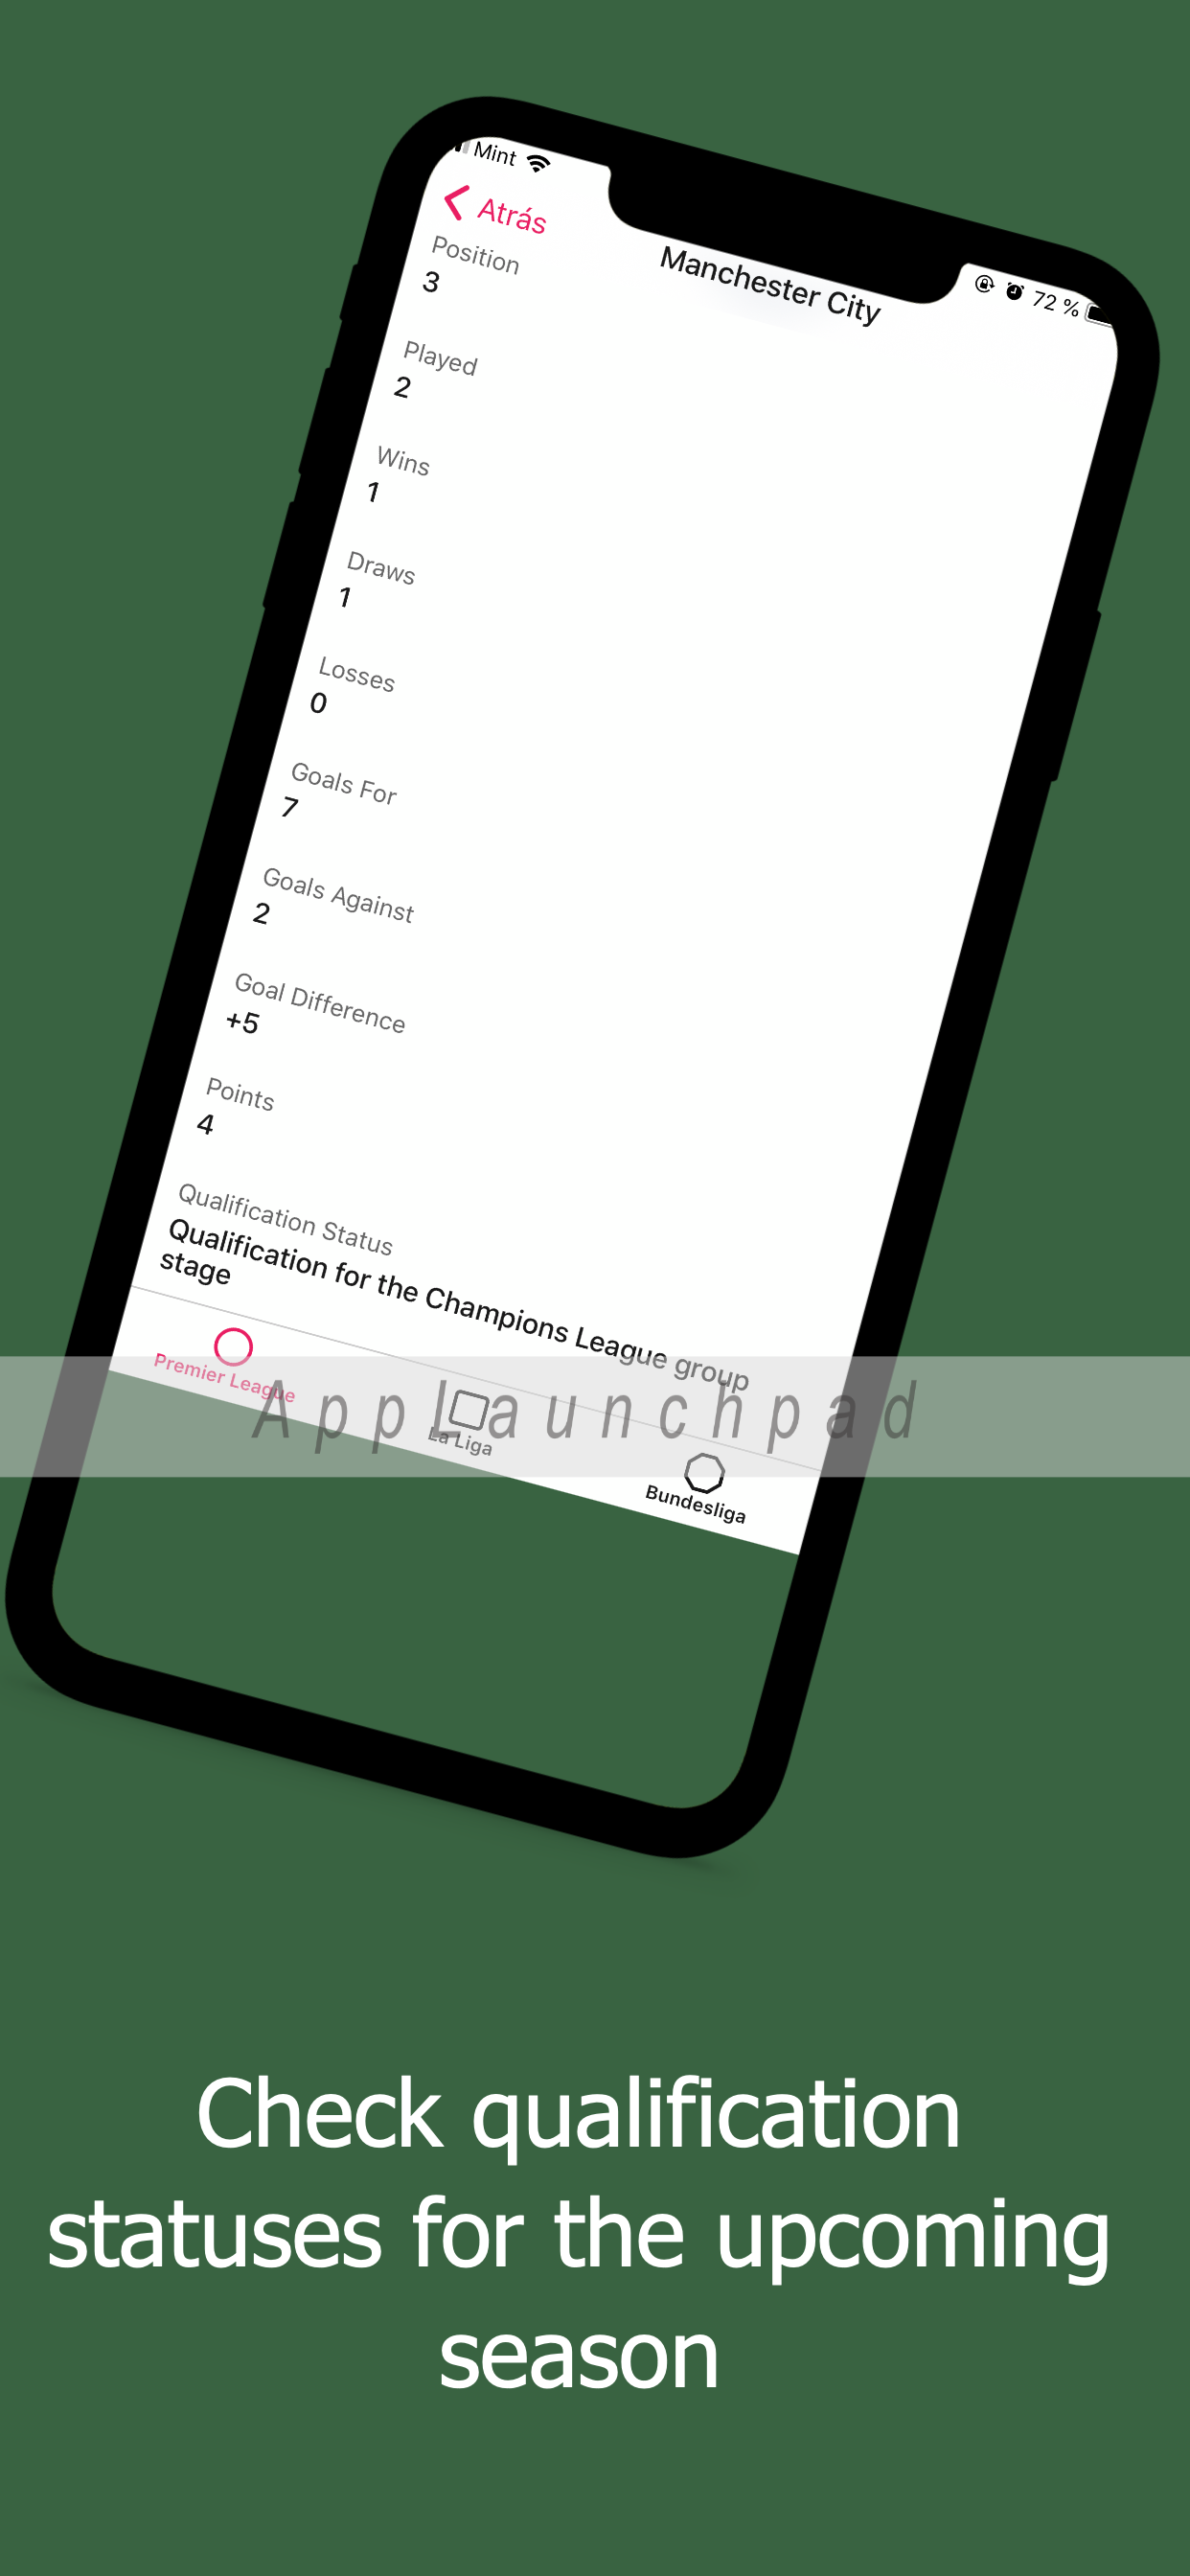 Mint
72 %
Atrás
Manchester City
Position
3
Played
2
Wins
1
Draws
1
Losses
0
Goals For
7
Goals Against
2
Goal Difference
+5
Points
4
Qualification Status
Qualification for the Champions League group
stage
Premier League
La Liga
Bundesliga
AppLaunchpad
Check qualification
statuses for the upcoming
season